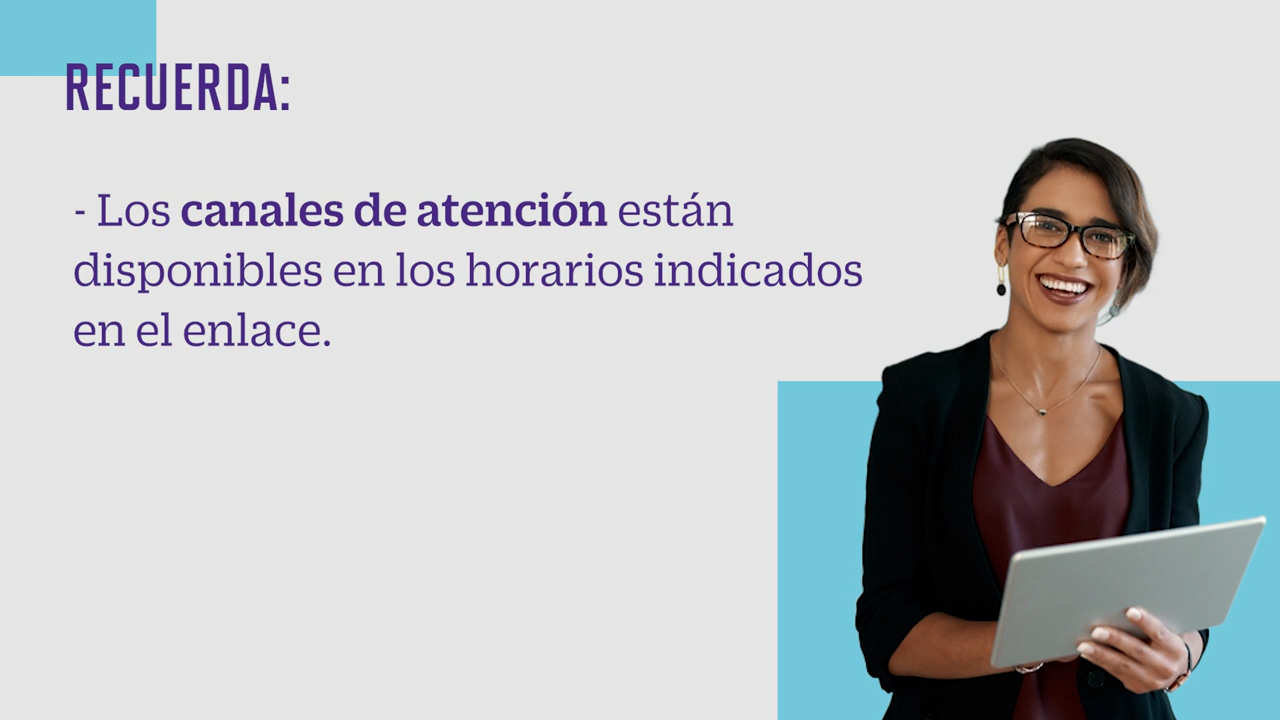 RECUERDA:
- Los canales de atención están
disponibles en los horarios indicados
en el enlace.